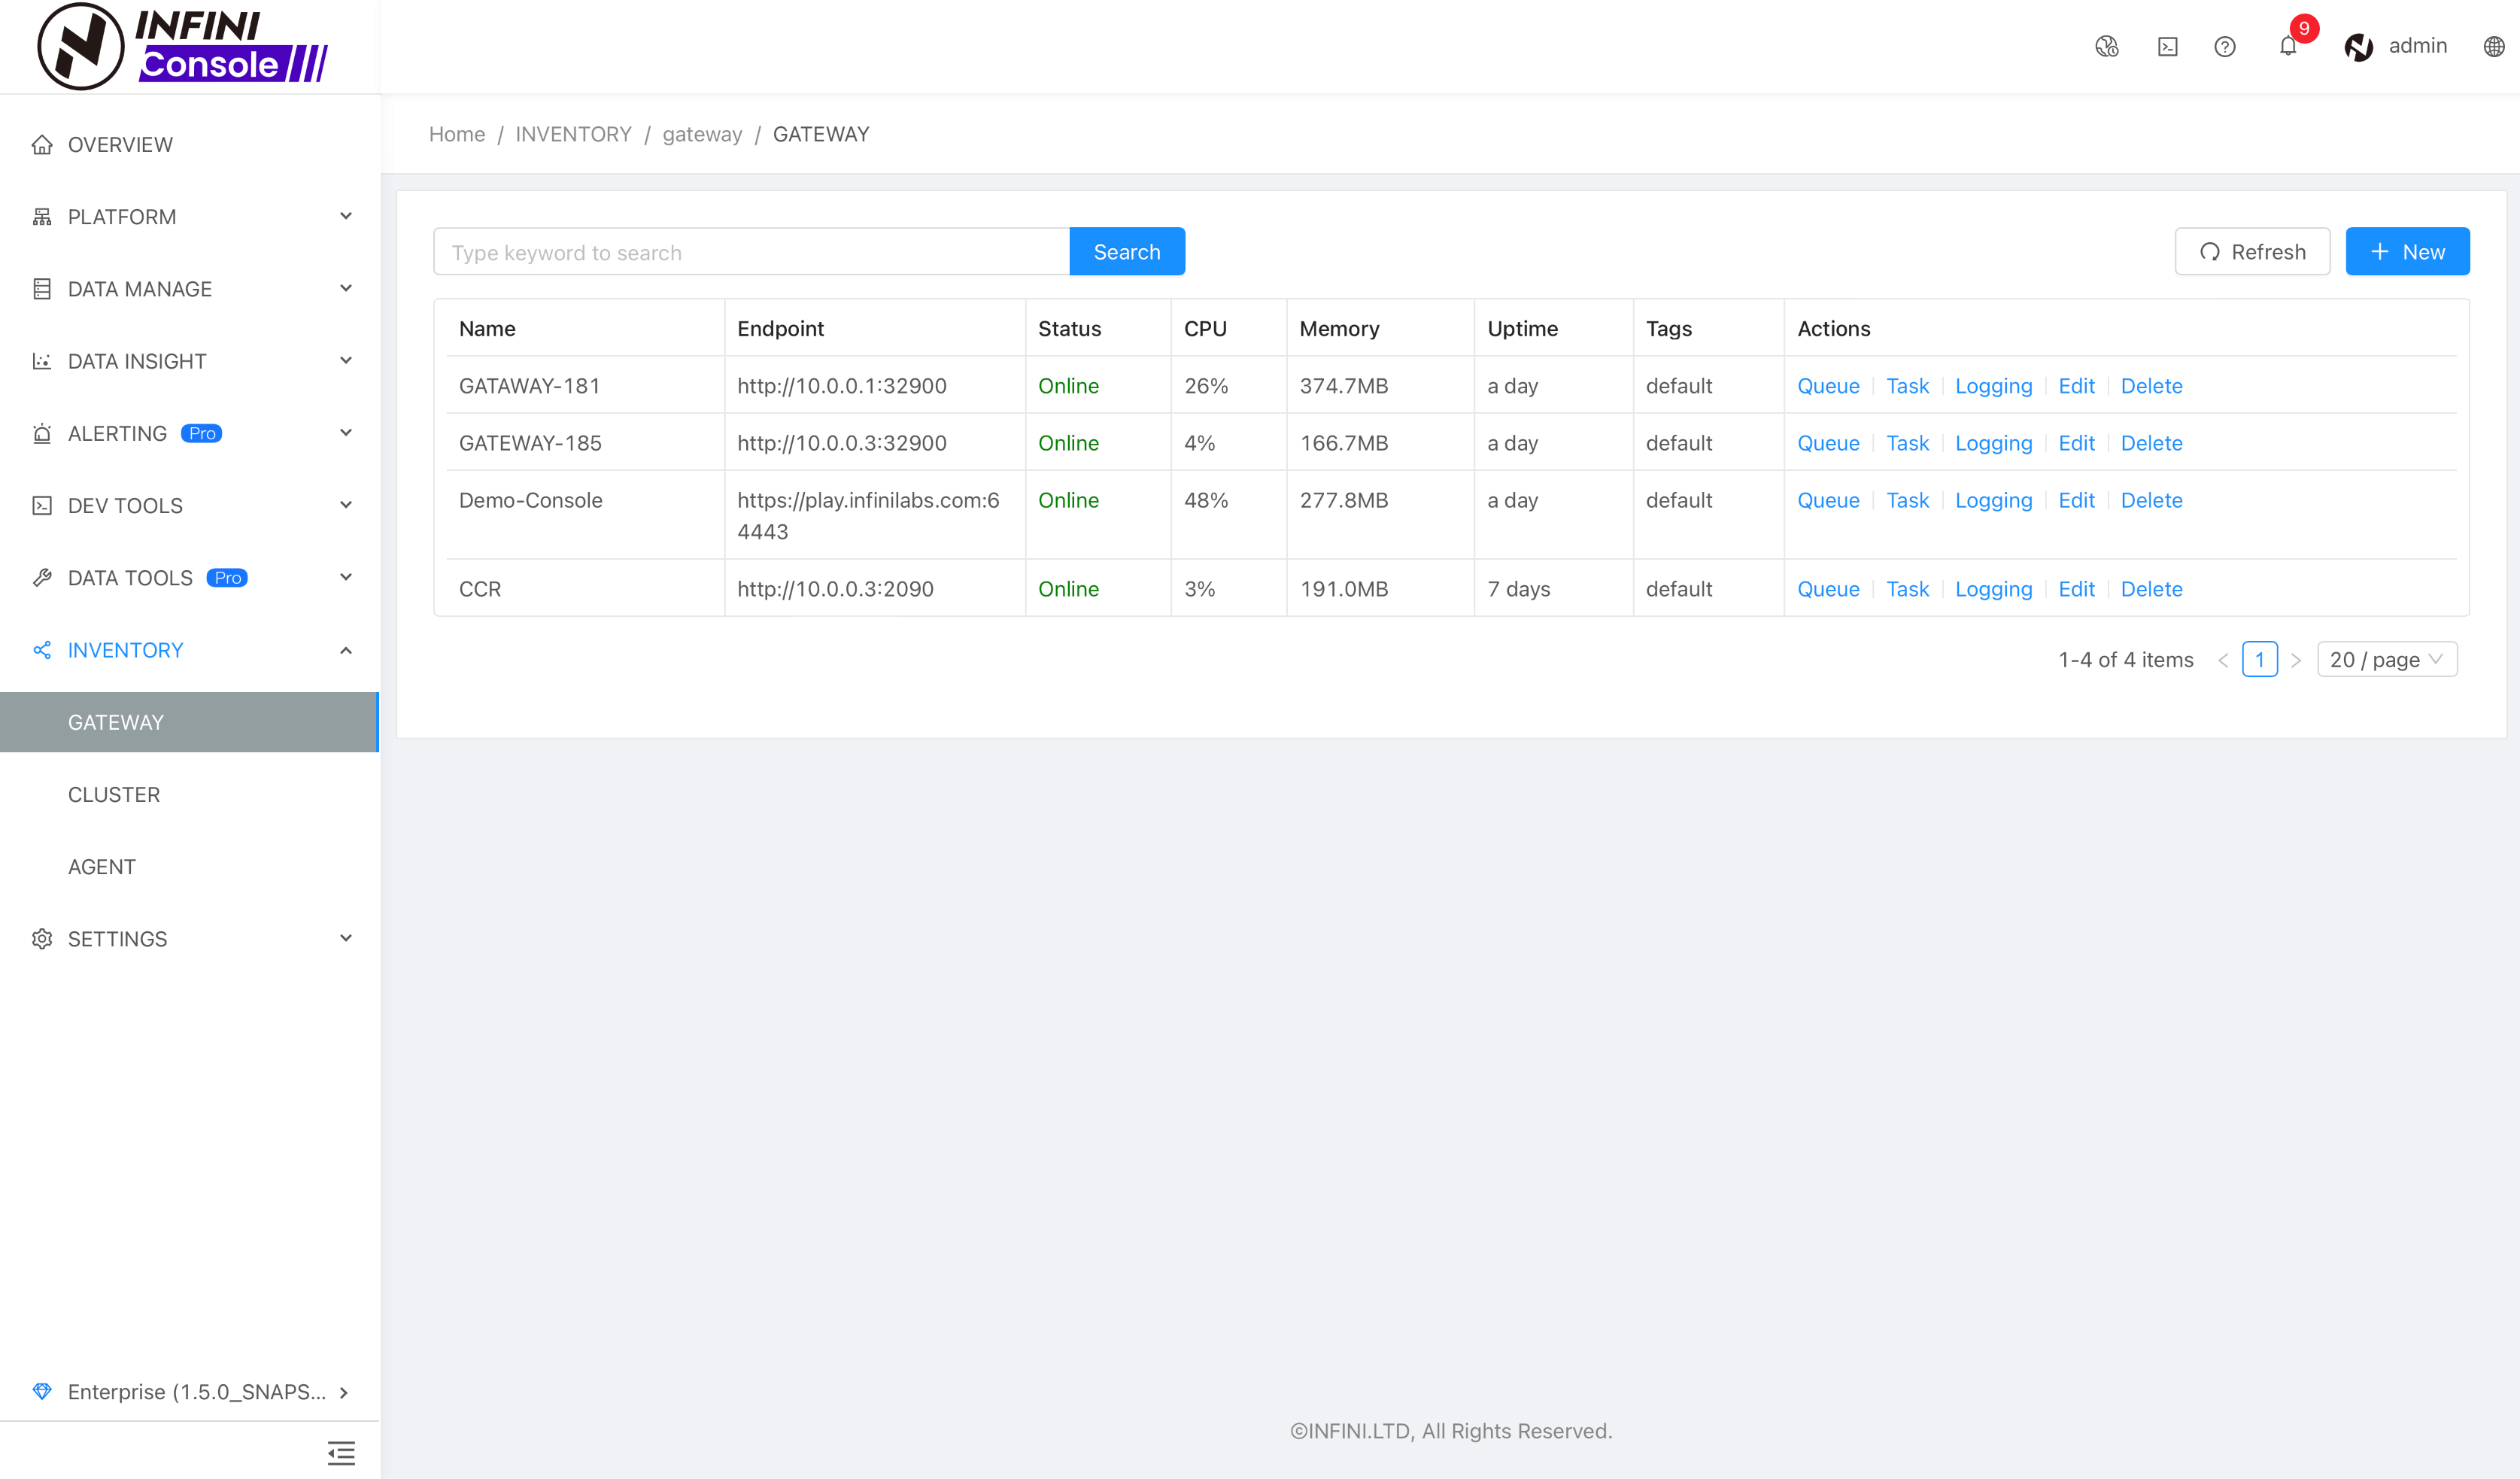 INFINI
Console
9
admin
OVERVIEW
PLATFORM
DATA MANAGE
DATA INSIGHT
ALERTING Pro
DEV TOOLS
DATA TOOLS Pro
INVENTORY
GATEWAY
CLUSTER
AGENT
SETTINGS
Enterprise (1.5.0_SNAPS...
Home / INVENTORY / gateway / GATEWAY
Type keyword to search Search Refresh New
Name Endpoint Status CPU Memory Uptime Tags Actions
GATAWAY-181 http://10.0.0.1:32900 Online 26% 374.7MB a day default Queue Task Logging Edit Delete
GATEWAY-185 http://10.0.0.3:32900 Online 4% 166.7MB a day default Queue Task Logging Edit Delete
Demo-Console https://play.infinilabs.com:6 Online 48% 277.8MB a day default Queue Task Logging Edit Delete
4443
CCR http://10.0.0.3:2090 Online 3% 191.0MB 7 days default Queue Task Logging Edit Delete
1-4 of 4 items < 1 > 20 / page
©INFINI.LTD, All Rights Reserved.